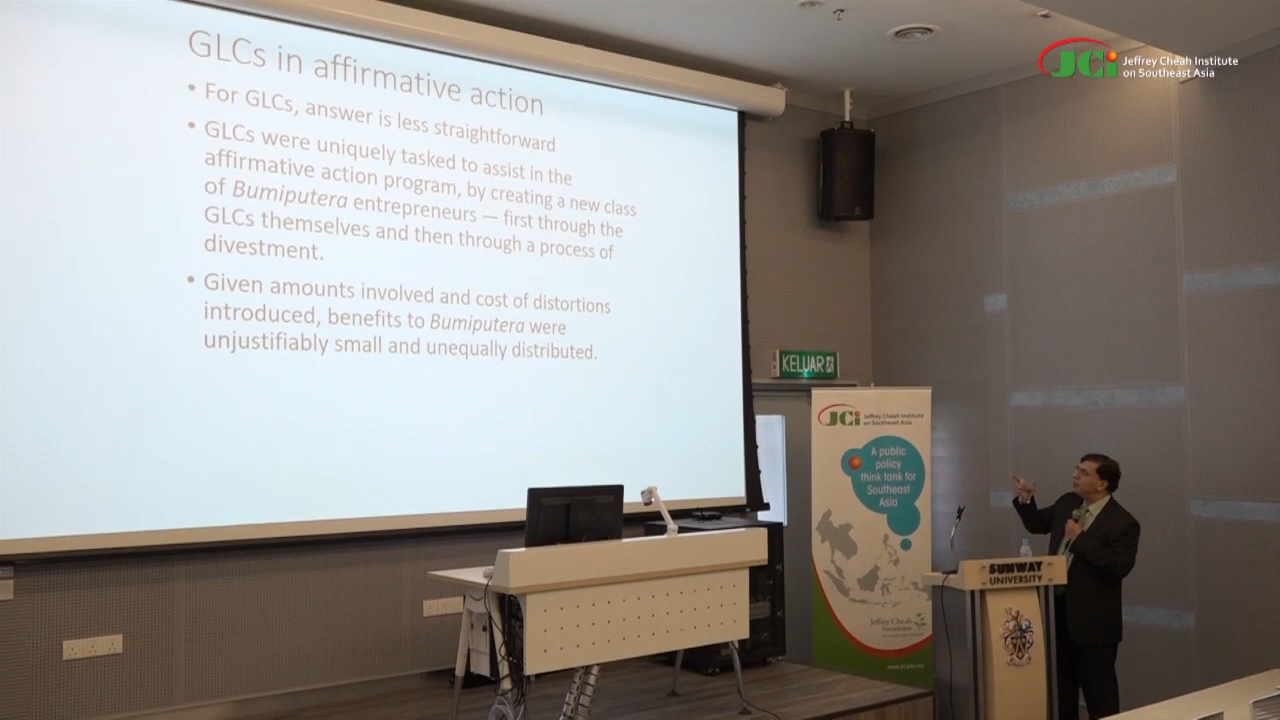 GLCs in affirmative action
• For GLCs, answer is less straightforward
• GLCs were uniquely tasked to assist in the
affirmative action program, by creating a new class
of Bumiputera entrepreneurs — first through the
GLCs themselves and then through a process of
divestment.
• Given amounts involved and cost of distortions
introduced, benefits to Bumiputera were
unjustifiably small and unequally distributed.
JCi Jeffrey Cheah Institute
on Southeast Asia
KELUAR
JCi Jeffrey Cheah Institute
on Southeast Asia
A public
policy
think tank for
Southeast
Asia
Jeffrey Cheah
Foundation
SUNWAY
UNIVERSITY